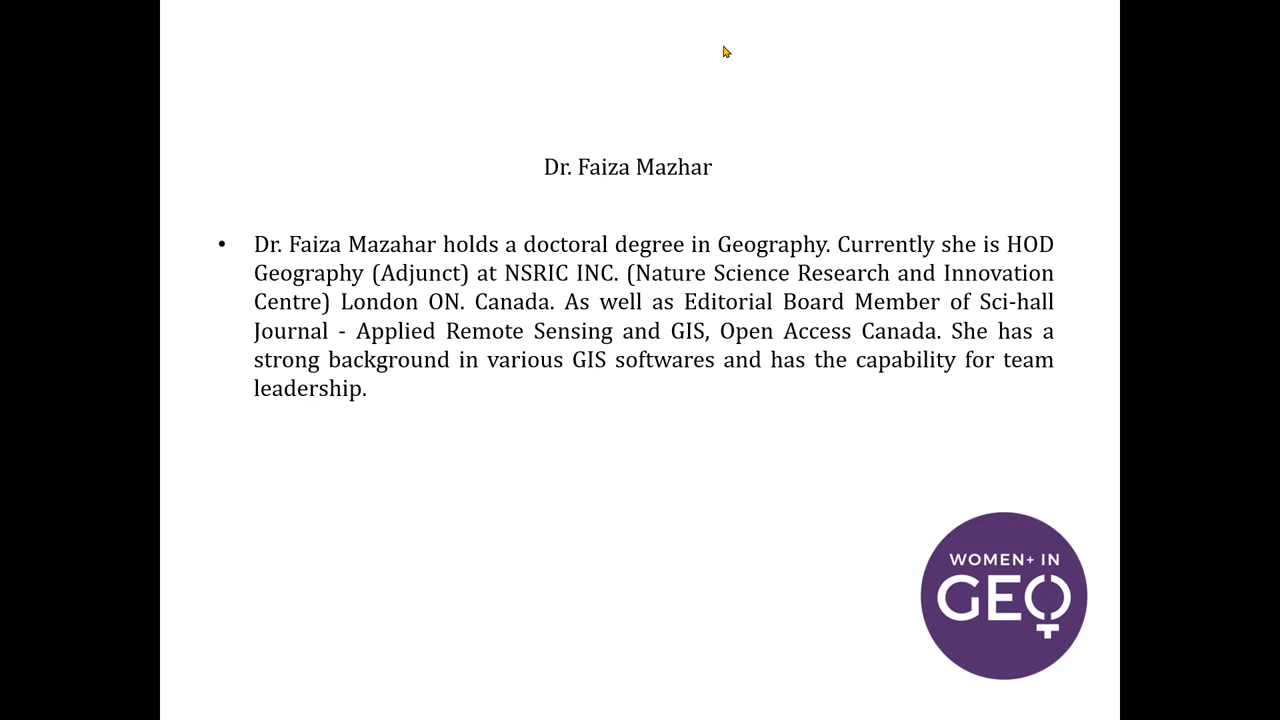 Dr. Faiza Mazhar
• Dr. Faiza Mazahar holds a doctoral degree in Geography. Currently she is HOD
Geography (Adjunct) at NSRIC INC. (Nature Science Research and Innovation
Centre) London ON. Canada. As well as Editorial Board Member of Sci-hall
Journal - Applied Remote Sensing and GIS, Open Access Canada. She has a
strong background in various GIS softwares and has the capability for team
leadership.
WOMEN+ IN
GEO